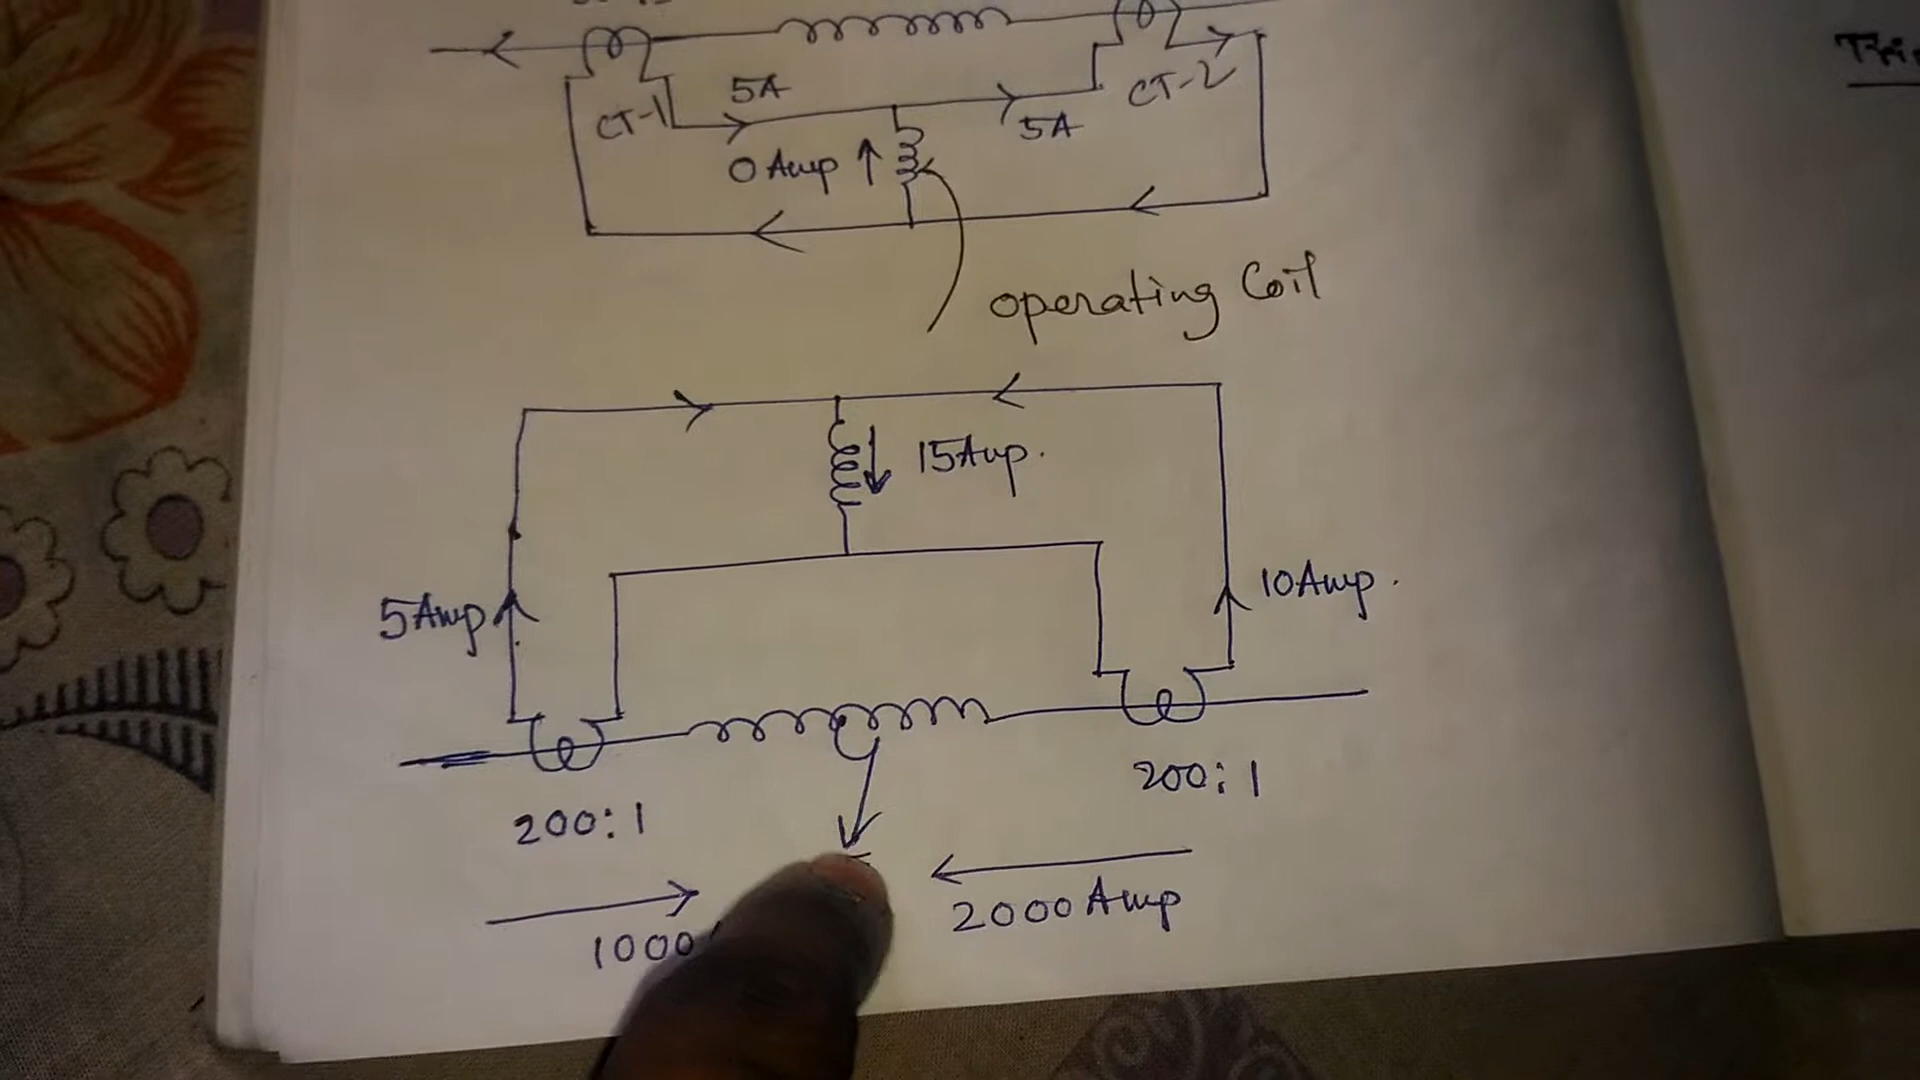 5A
CT-1
CT-2
5A
0 Amp
operating Coil
15Amp.
5Amp
10Amp.
200:1
200:1
1000
2000 Amp